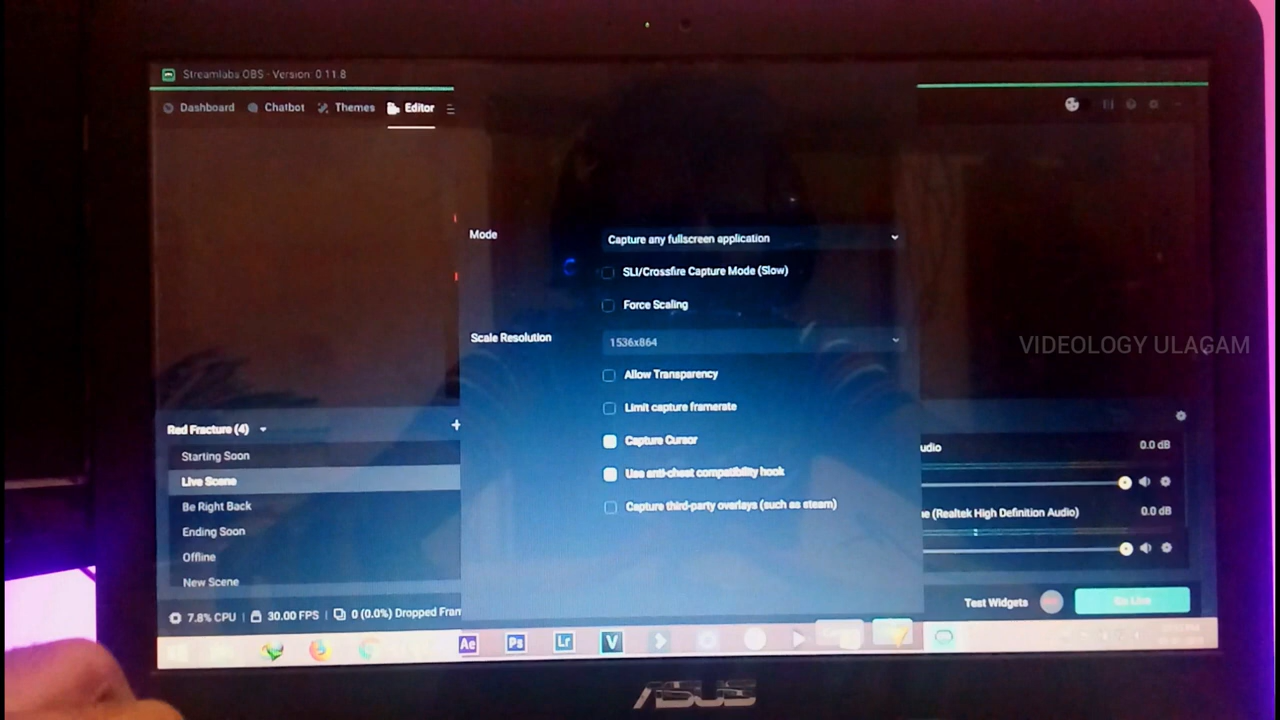 Streamlabs OBS - Version 0.11.8
Dashboard Chatbot Themes Editor
Mode Capture any fullscreen application
SLI/Crossfire Capture Mode (Slow)
Force Scaling
Scale Resolution 1536x864
VIDEOLOGY ULAGAM
Allow Transparency
Limit capture framerate
Red Fracture (4)
Capture Cursor
udio 0.0 dB
Starting Soon
Use anti-cheat compatibility hook
Live Scene
Be Right Back
Capture third-party overlays (such as steam)
ne (Realtek High Definition Audio) 0.0 dB
Ending Soon
Offline
New Scene
Test Widgets Go Live
7.8% CPU 30.00 FPS 0 (0.0%) Dropped Fram
Ae Ps Lr V
ASUS